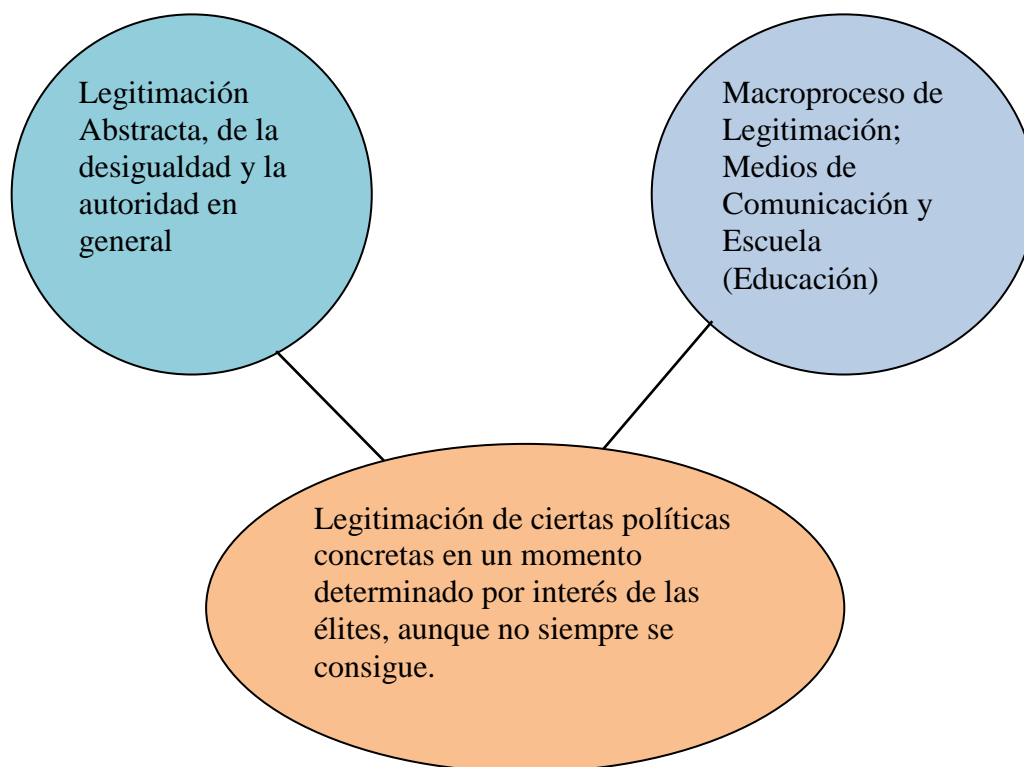 Legitimación
Abstracta, de la
desigualdad y la
autoridad en
general
Macroproceso de
Legitimación;
Medios de
Comunicación y
Escuela
(Educación)
Legitimación de ciertas políticas
concretas en un momento
determinado por interés de las
élites, aunque no siempre se
consigue.